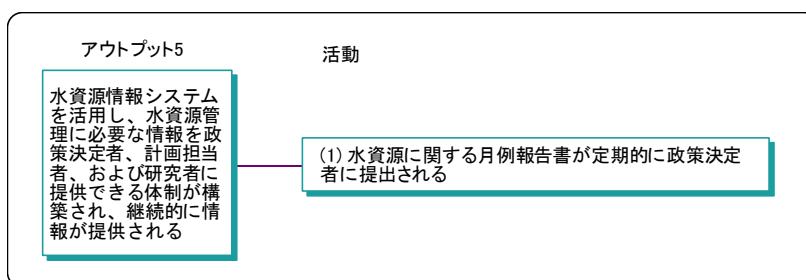 アウトプット5
活動
水資源情報システム
を活用し、水資源管
理に必要な情報を政
策決定者、計画担当
者、および研究者に
提供できる体制が構
築され、継続的に情
報が提供される
(1) 水資源に関する月例報告書が定期的に政策決定
者に提出される